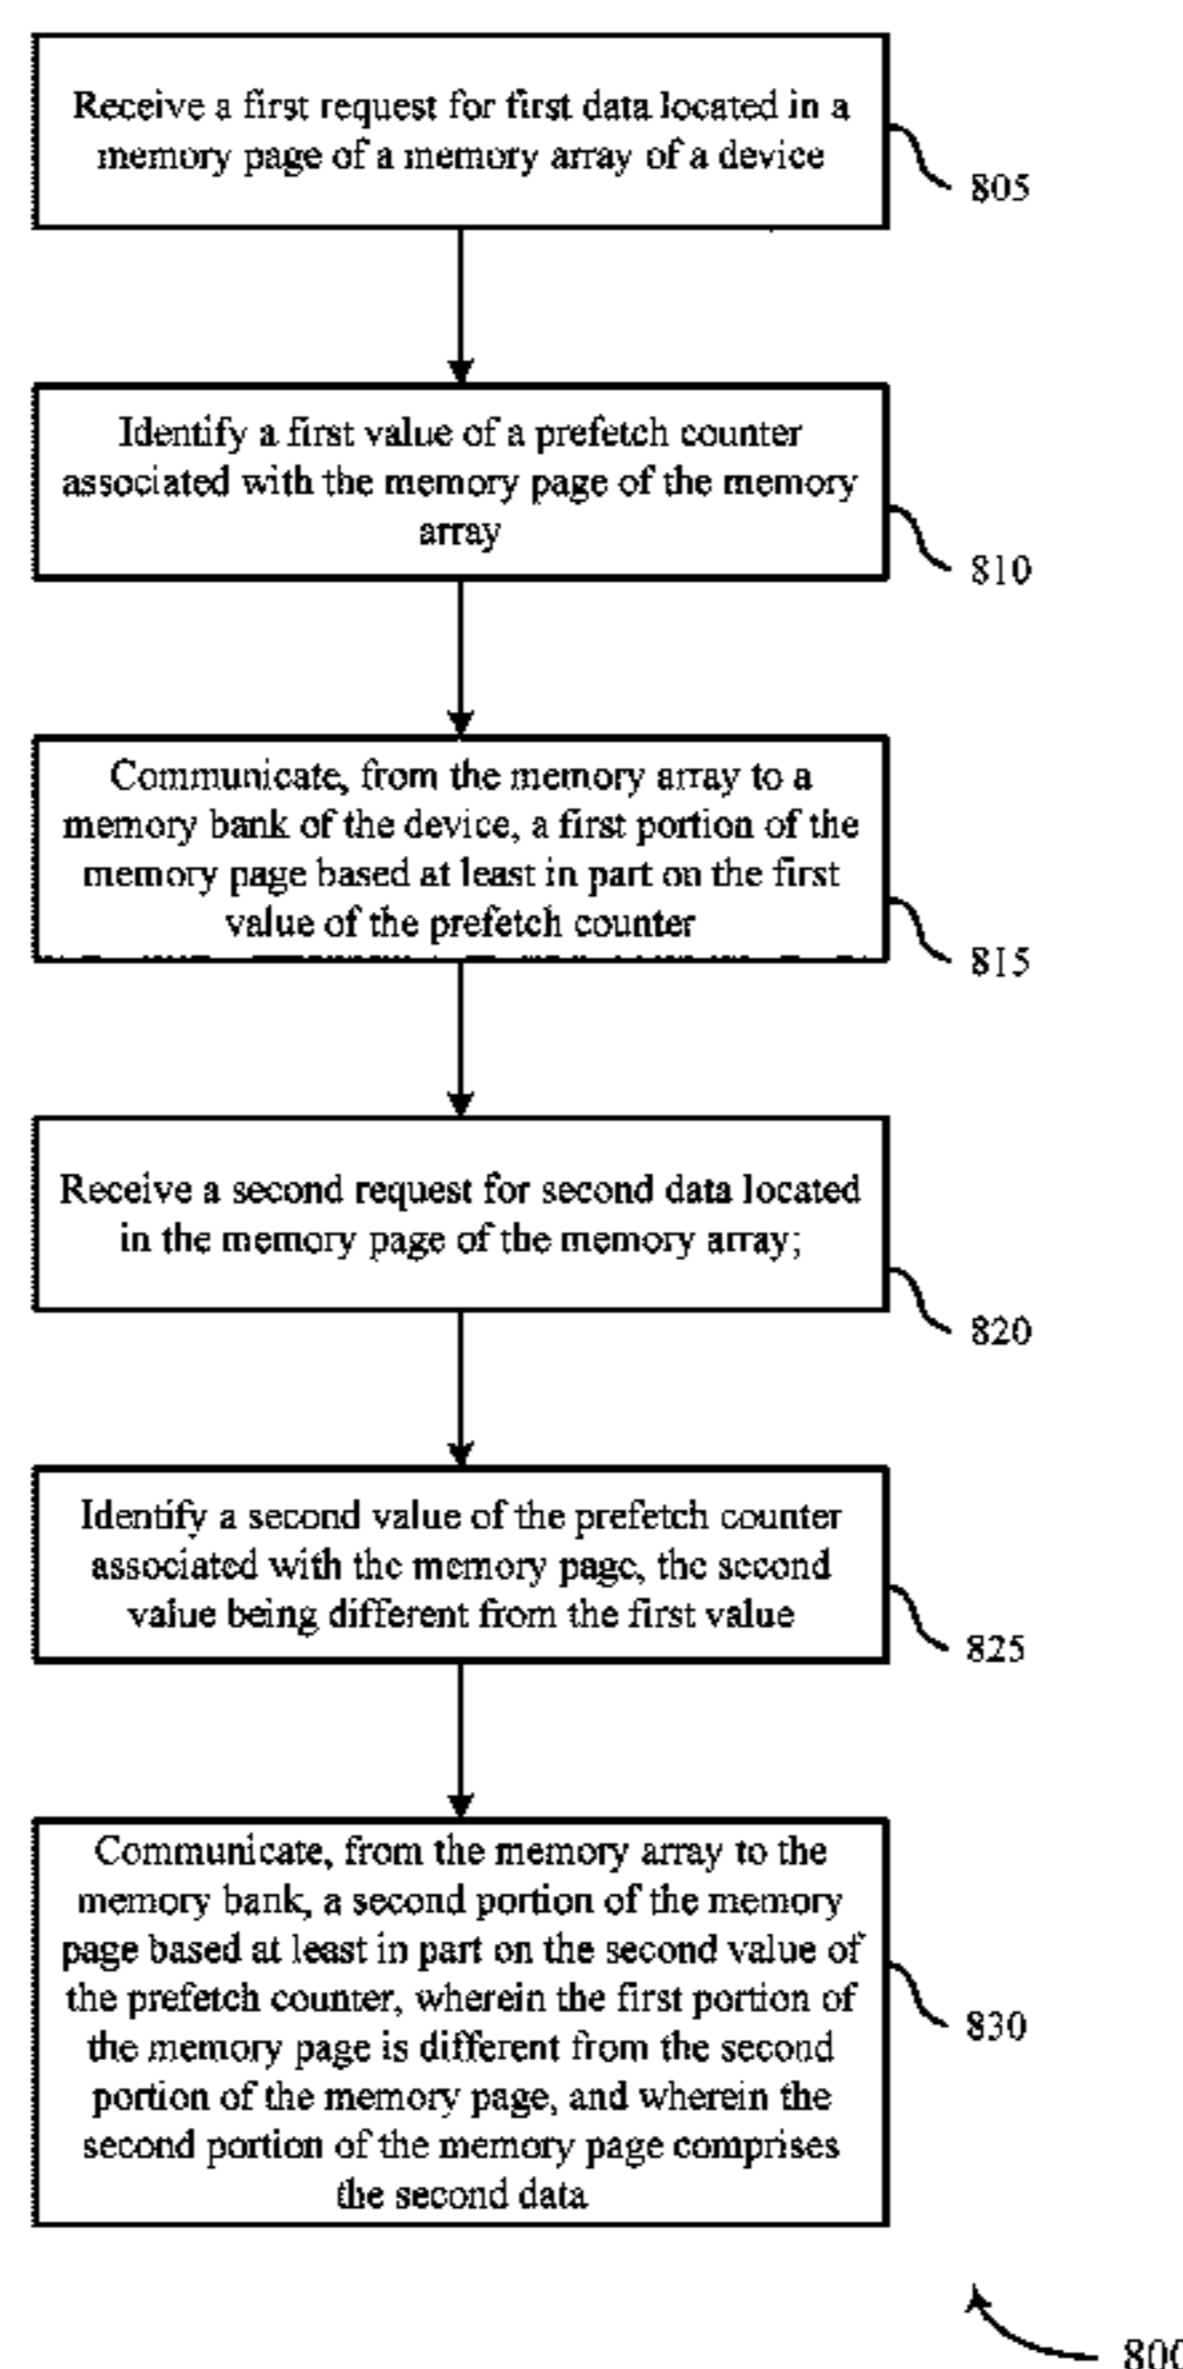 Receive a first request for first data located in a
memory page of a memory array of a device
805
Identify a first value of a prefetch counter
associated with the memory page of the memory
array
810
Communicate, from the memory array to a
memory bank of the device, a first portion of the
memory page based at least in part on the first
value of the prefetch counter
815
Receive a second request for second data located
in the memory page of the memory array;
820
Identify a second value of the prefetch counter
associated with the memory page, the second
value being different from the first value
825
Communicate, from the memory array to the
memory bank, a second portion of the memory
page based at least in part on the second value of
the prefetch counter, wherein the first portion of
the memory page is different from the second
portion of the memory page, and wherein the
second portion of the memory page comprises
the second data
830
800